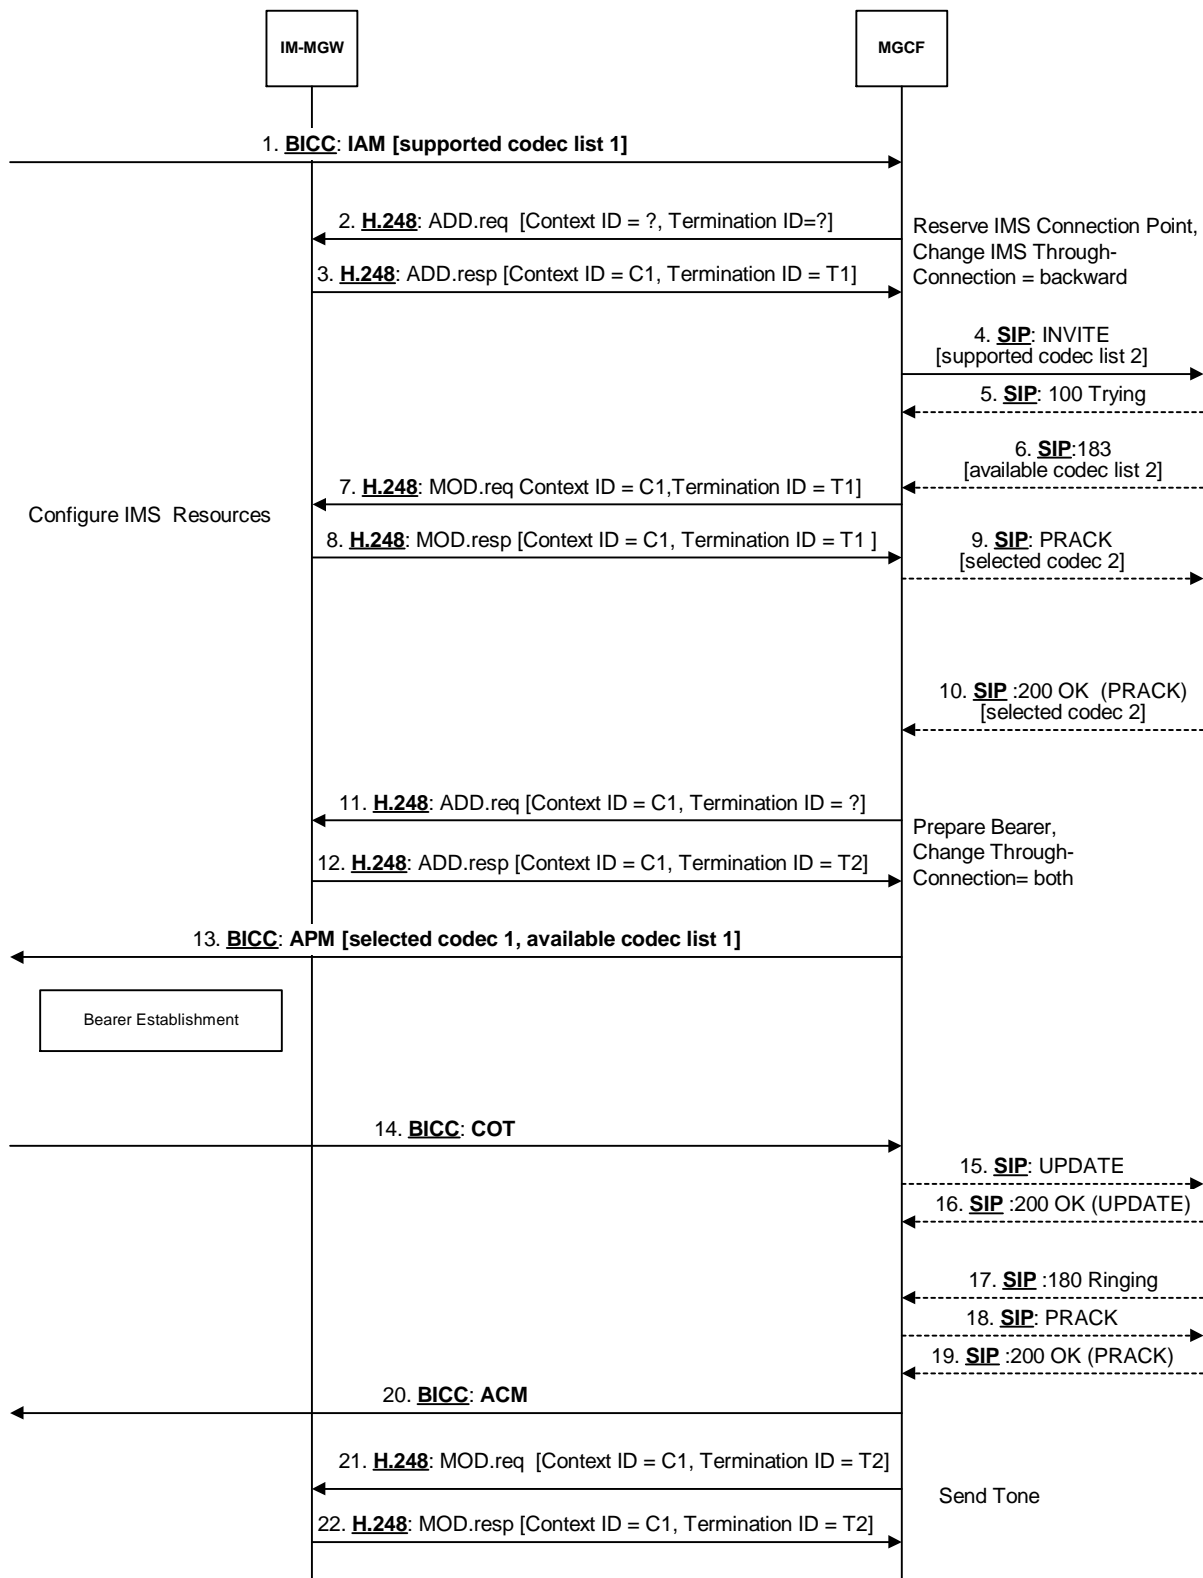 IM-MGW
MGCF
1. BICC: IAM [supported codec list 1]
2. H.248: ADD.req [Context ID = ?, Termination ID=?]
Reserve IMS Connection Point,
Change IMS Through-
Connection = backward
3. H.248: ADD.resp [Context ID = C1, Termination ID = T1]
4. SIP: INVITE
[supported codec list 2]
5. SIP: 100 Trying
6. SIP:183
[available codec list 2]
7. H.248: MOD.req Context ID = C1,Termination ID = T1]
Configure IMS Resources
8. H.248: MOD.resp [Context ID = C1, Termination ID = T1 ]
9. SIP: PRACK
[selected codec 2]
10. SIP :200 OK (PRACK)
[selected codec 2]
11. H.248: ADD.req [Context ID = C1, Termination ID = ?]
Prepare Bearer,
Change Through-
Connection= both
12. H.248: ADD.resp [Context ID = C1, Termination ID = T2]
13. BICC: APM [selected codec 1, available codec list 1]
Bearer Establishment
14. BICC: COT
15. SIP: UPDATE
16. SIP :200 OK (UPDATE)
17. SIP :180 Ringing
18. SIP: PRACK
19. SIP :200 OK (PRACK)
20. BICC: ACM
21. H.248: MOD.req [Context ID = C1, Termination ID = T2]
Send Tone
22. H.248: MOD.resp [Context ID = C1, Termination ID = T2]